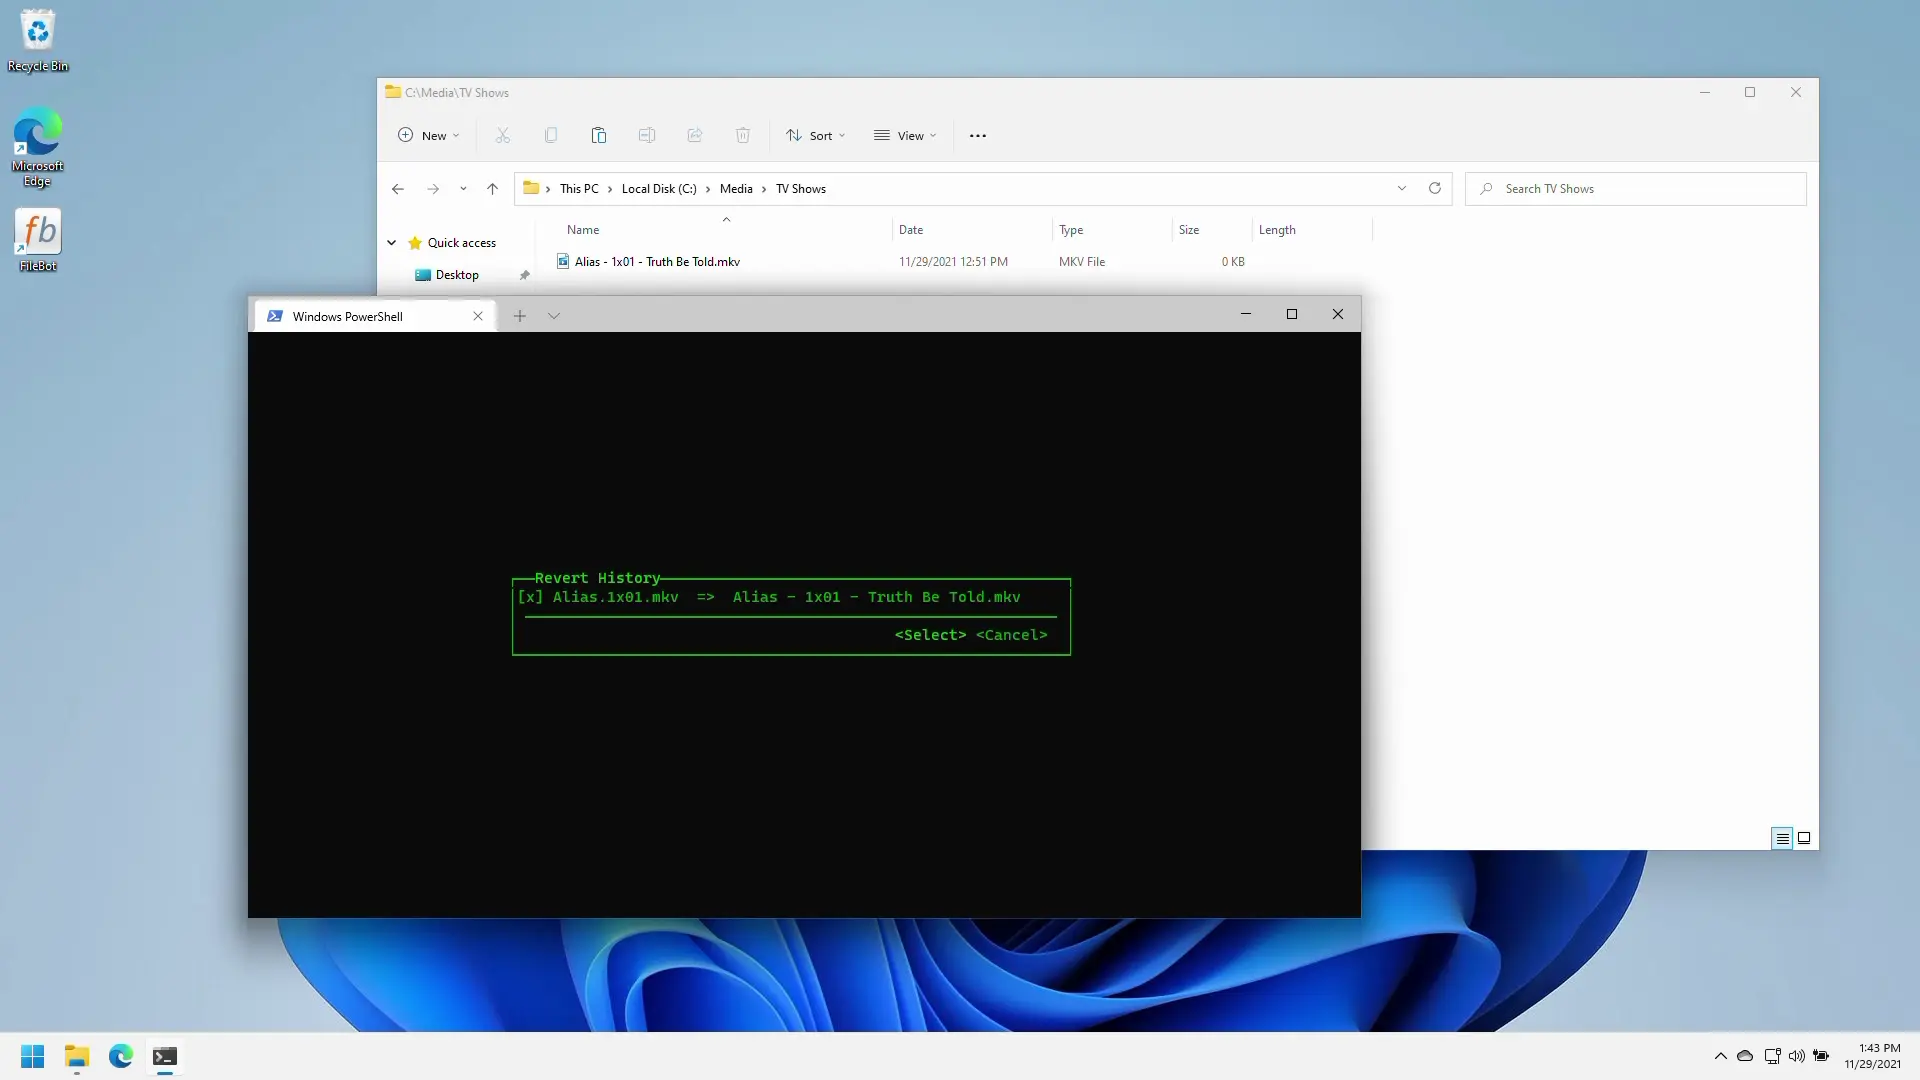 Recycle Bin
Microsoft
Edge
fb
FileBot
C:\Media\TV Shows
New
Sort
View
This PC
Local Disk (C:)
Media
TV Shows
Search TV Shows
Name
Date
Type
Size
Length
Quick access
Alias - 1x01 - Truth Be Told.mkv
11/29/2021 12:51 PM
MKV File
0 KB
Desktop
Windows PowerShell
Revert History
[x] Alias.1x01.mkv => Alias - 1x01 - Truth Be Told.mkv
<Select> <Cancel>
1:43 PM
11/29/2021